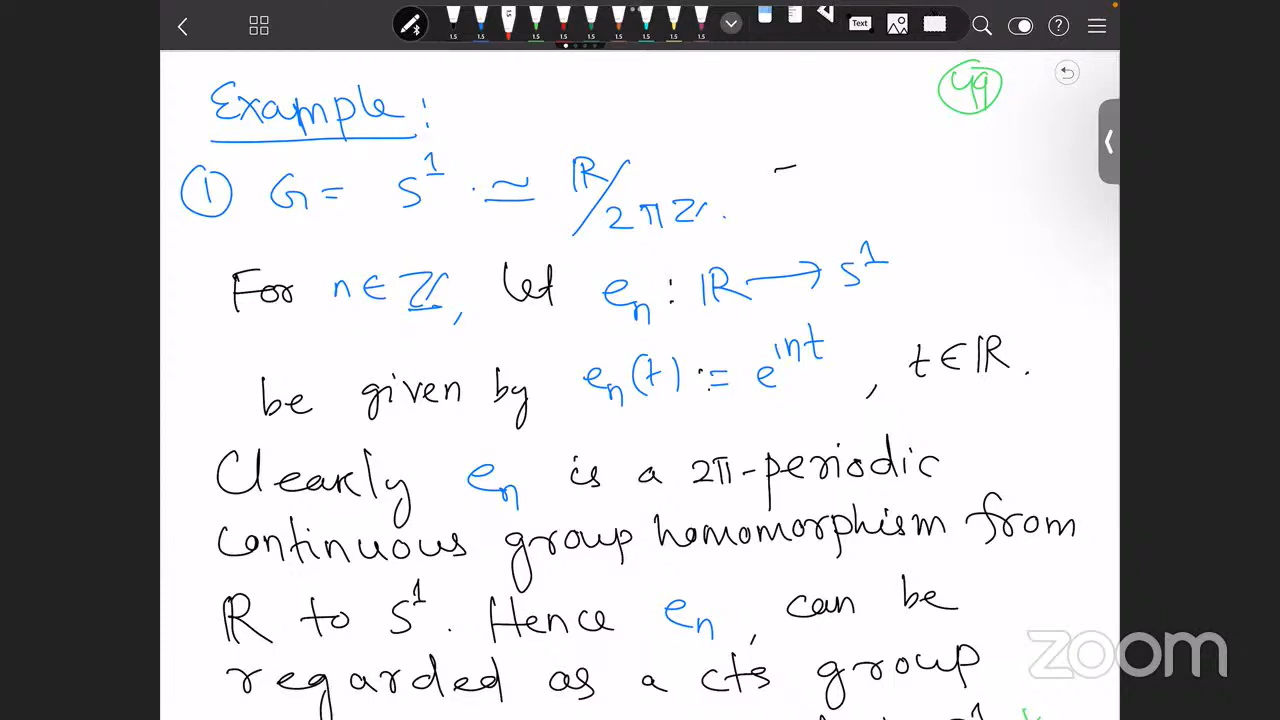 Example:
49
① G = S¹ ≃ ℝ/2πℤ.
For n ∈ ℤ, let eₙ : ℝ ⟶ S¹
be given by eₙ(t) := e^{int}, t ∈ ℝ.
Clearly eₙ is a 2π-periodic
continuous group homomorphism from
ℝ to S¹. Hence eₙ, can be
regarded as a cts group
zoom
Text